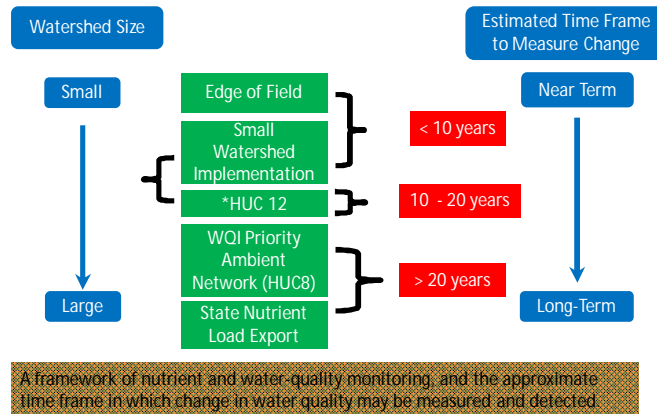 Watershed Size
Estimated Time Frame
to Measure Change
Small
Edge of Field
Near Term
< 10 years
Small
Watershed
Implementation
*HUC 12
10 - 20 years
WQI Priority
Ambient
Network (HUC8)
> 20 years
Large
State Nutrient
Load Export
Long-Term
A framework of nutrient and water-quality monitoring, and the approximate
time frame in which change in water quality may be measured and detected.